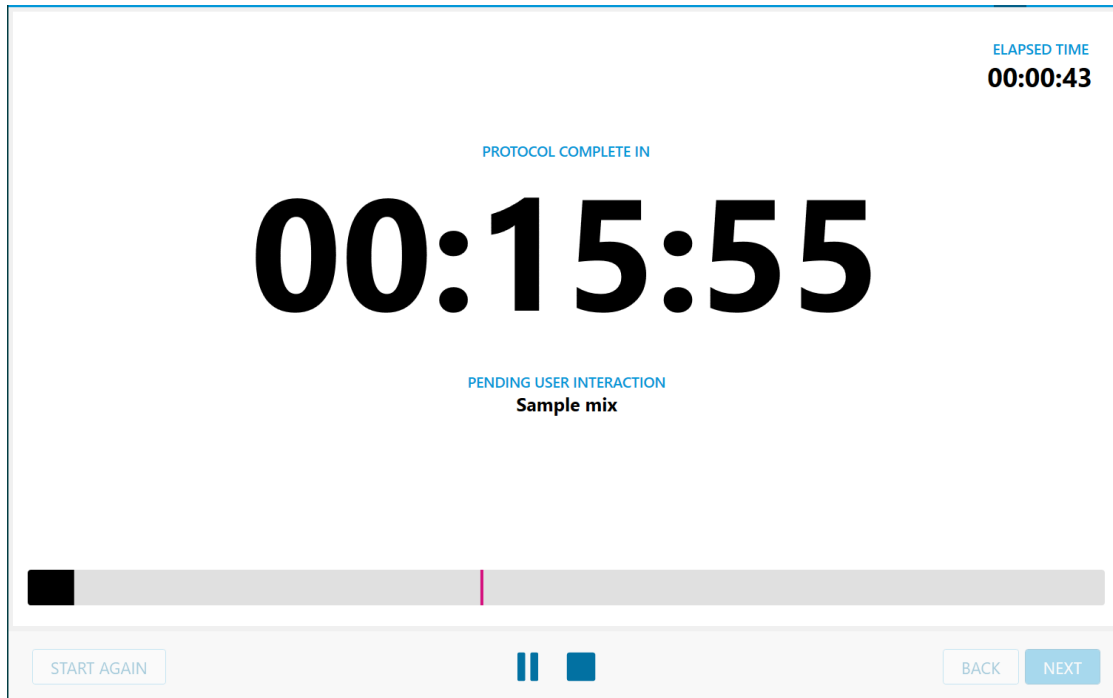 ELAPSED TIME
00:00:43
PROTOCOL COMPLETE IN
00:15:55
PENDING USER INTERACTION
Sample mix
START AGAIN
BACK
NEXT